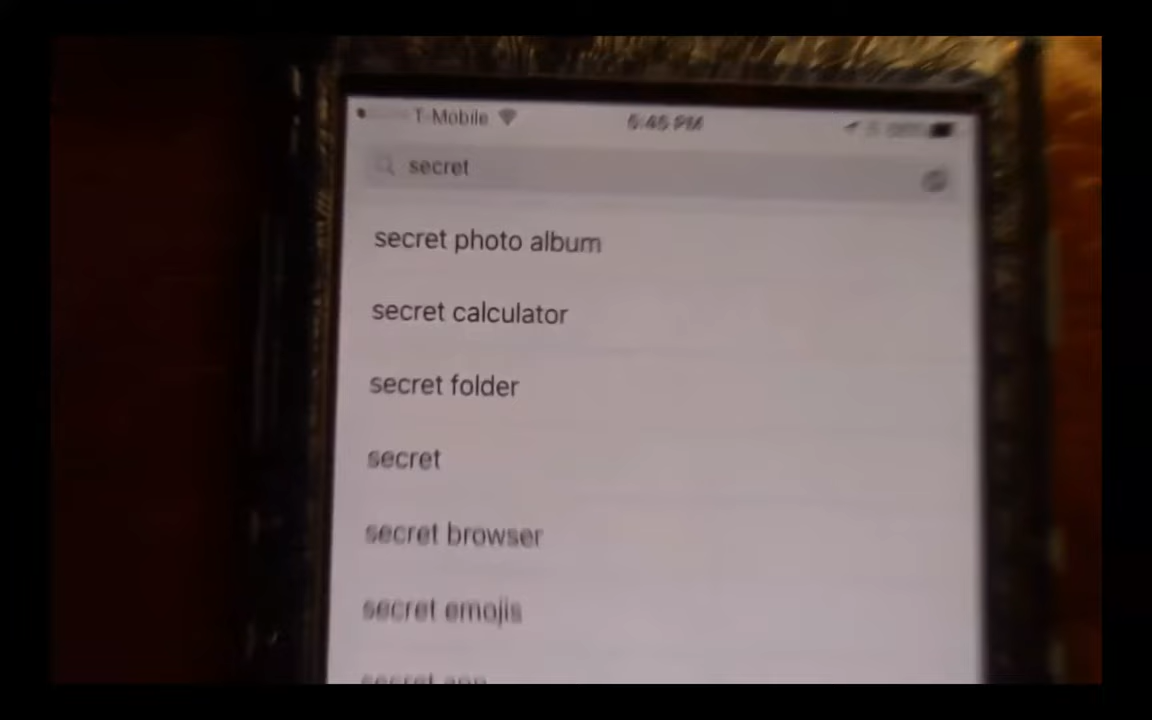 T-Mobile 5:45 PM
secret
secret photo album
secret calculator
secret folder
secret
secret browser
secret emojis
secret app